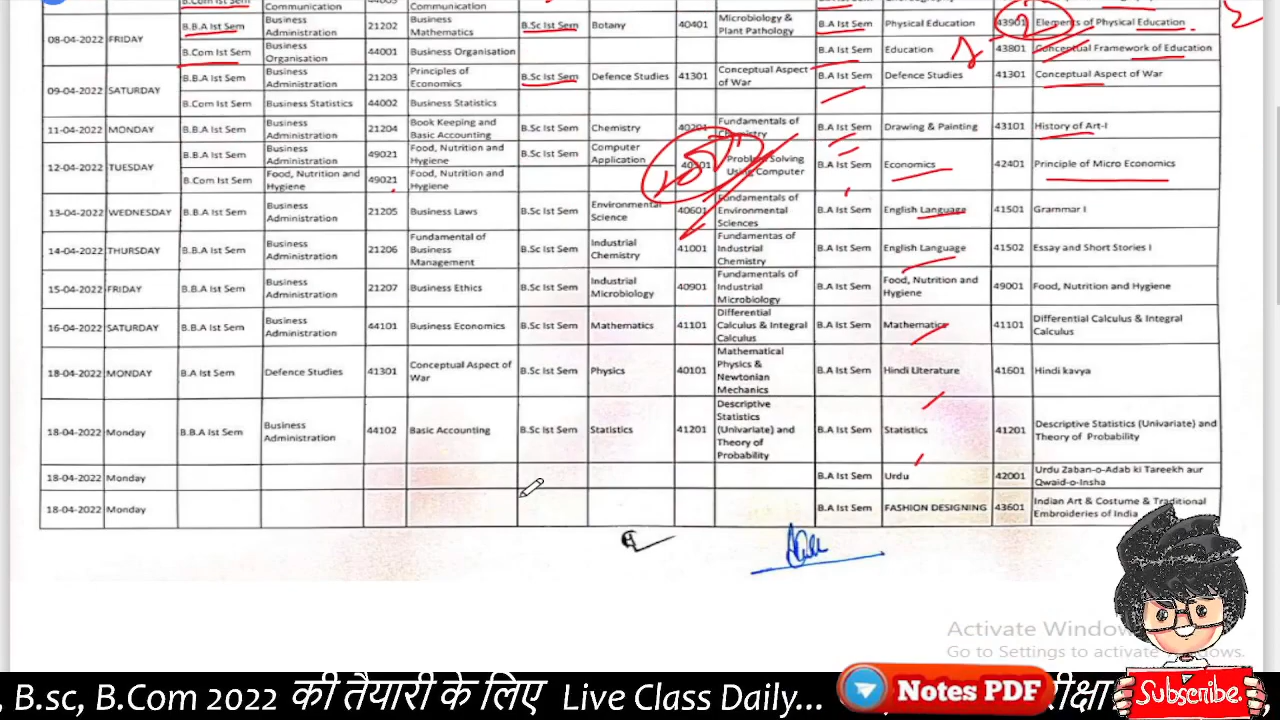 B.Com Ist Sem Communication 44003 Communication
08-04-2022 FRIDAY B.B.A Ist Sem Business Administration 21202 Business Mathematics B.Sc Ist Sem Botany 40401 Microbiology & Plant Pathology B.A Ist Sem Physical Education 43901 Elements of Physical Education
B.Com Ist Sem Business Organisation 44001 Business Organisation B.A Ist Sem Education 43801 Conceptual Framework of Education
09-04-2022 SATURDAY B.B.A Ist Sem Business Administration 21203 Principles of Economics B.Sc Ist Sem Defence Studies 41301 Conceptual Aspect of War B.A Ist Sem Defence Studies 41301 Conceptual Aspect of War
B.Com Ist Sem Business Statistics 44002 Business Statistics
11-04-2022 MONDAY B.B.A Ist Sem Business Administration 21204 Book Keeping and Basic Accounting B.Sc Ist Sem Chemistry 40201 Fundamentals of Chemistry B.A Ist Sem Drawing & Painting 43101 History of Art-I
12-04-2022 TUESDAY B.B.A Ist Sem Business Administration 49021 Food, Nutrition and Hygiene B.Sc Ist Sem Computer Application Problem Solving Using Computer B.A Ist Sem Economics 42401 Principle of Micro Economics
B.Com Ist Sem Food, Nutrition and Hygiene 49021 Food, Nutrition and Hygiene
13-04-2022 WEDNESDAY B.B.A Ist Sem Business Administration 21205 Business Laws B.Sc Ist Sem Environmental Science 40601 Fundamentals of Environmental Sciences B.A Ist Sem English Language 41501 Grammar I
14-04-2022 THURSDAY B.B.A Ist Sem Business Administration 21206 Fundamental of Business Management B.Sc Ist Sem Industrial Chemistry 41001 Fundamentas of Industrial Chemistry B.A Ist Sem English Language 41502 Essay and Short Stories I
15-04-2022 FRIDAY B.B.A Ist Sem Business Administration 21207 Business Ethics B.Sc Ist Sem Industrial Microbiology 40901 Fundamentals of Industrial Microbiology B.A Ist Sem Food, Nutrition and Hygiene 49001 Food, Nutrition and Hygiene
16-04-2022 SATURDAY B.B.A Ist Sem Business Administration 44101 Business Economics B.Sc Ist Sem Mathematics 41101 Differential Calculus & Integral Calculus B.A Ist Sem Mathematics 41101 Differential Calculus & Integral Calculus
18-04-2022 MONDAY B.A Ist Sem Defence Studies 41301 Conceptual Aspect of War B.Sc Ist Sem Physics 40101 Mathematical Physics & Newtonian Mechanics B.A Ist Sem Hindi Literature 41601 Hindi kavya
18-04-2022 Monday B.B.A Ist Sem Business Administration 44102 Basic Accounting B.Sc Ist Sem Statistics 41201 Descriptive Statistics (Univariate) and Theory of Probability B.A Ist Sem Statistics 41201 Descriptive Statistics (Univariate) and Theory of Probability
18-04-2022 Monday B.A Ist Sem Urdu 42001 Urdu Zaban-o-Adab ki Tareekh aur Qwaid-o-Insha
18-04-2022 Monday B.A Ist Sem FASHION DESIGNING 43601 Indian Art & Costume & Traditional Embroideries of India
Activate Windows
Go to Settings to activate Windows.
, B.sc, B.Com 2022 की तैयारी के लिए Live Class Daily...
Notes PDF
Subscribe.